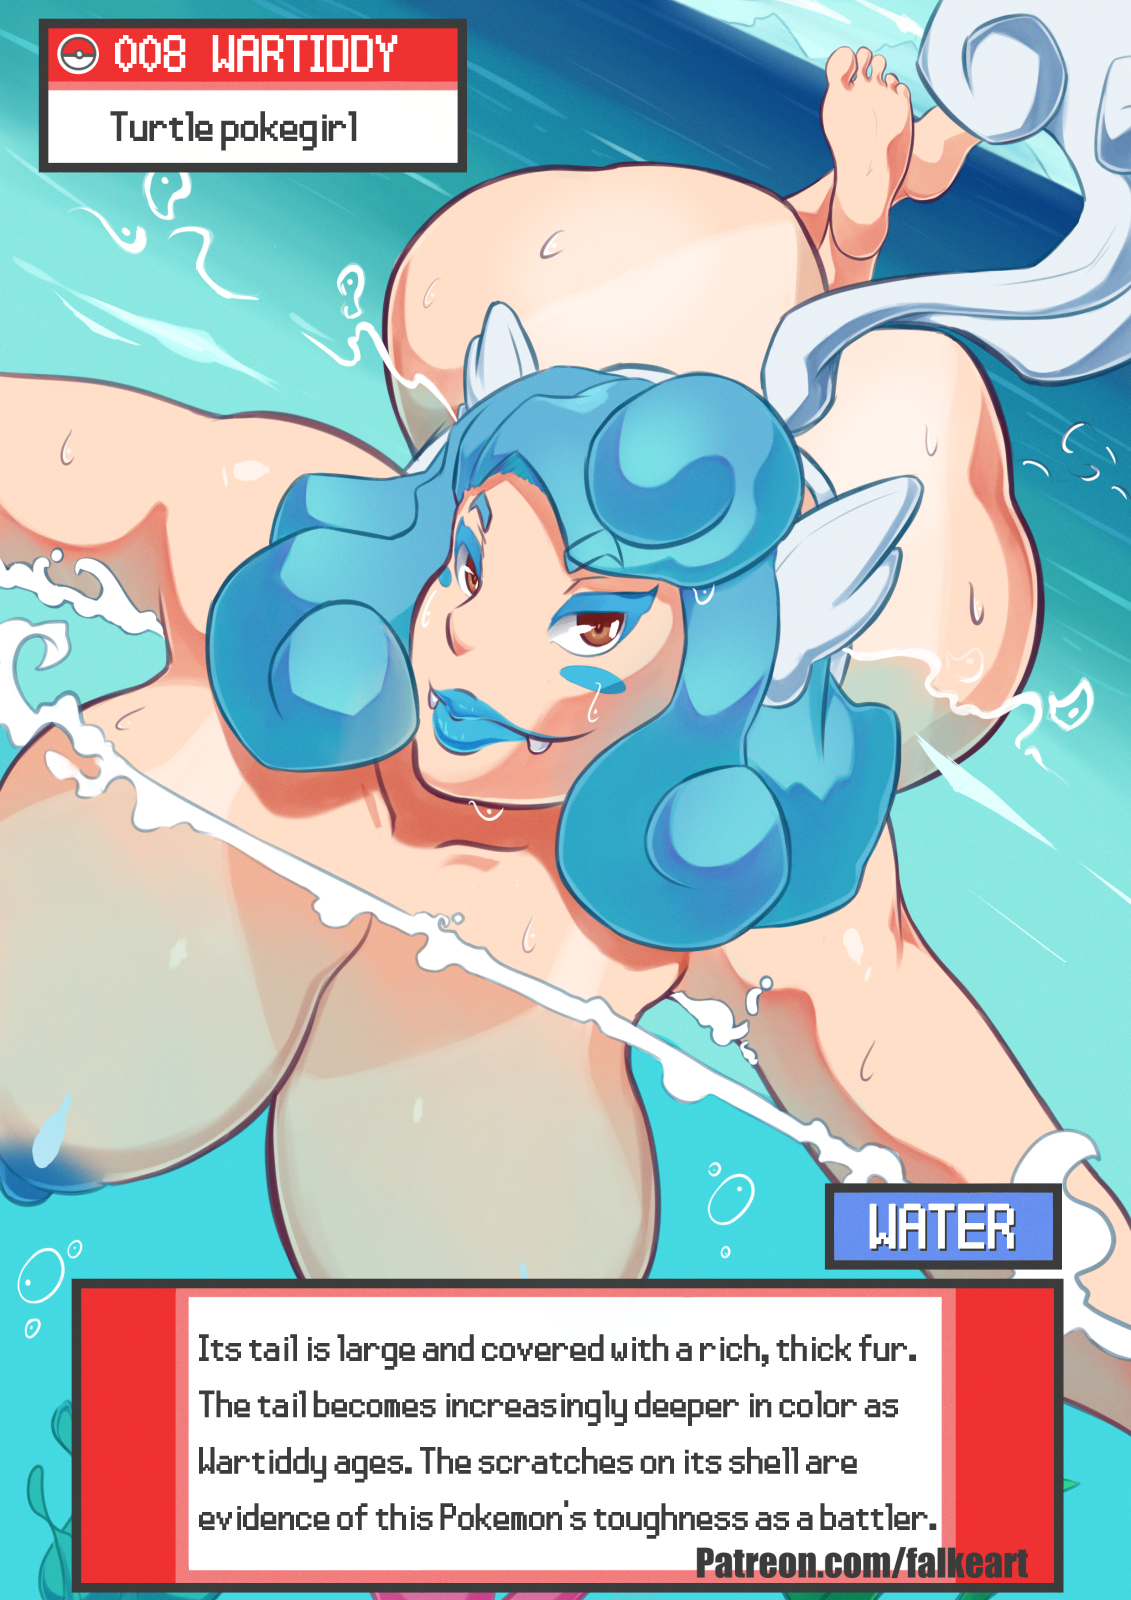 008 WARTIDDY
Turtle pokegirl
WATER
Its tail is large and covered with a rich, thick fur.
The tail becomes increasingly deeper in color as
Wartiddy ages. The scratches on its shell are
evidence of this Pokemon's toughness as a battler.
Patreon.com/falkeart